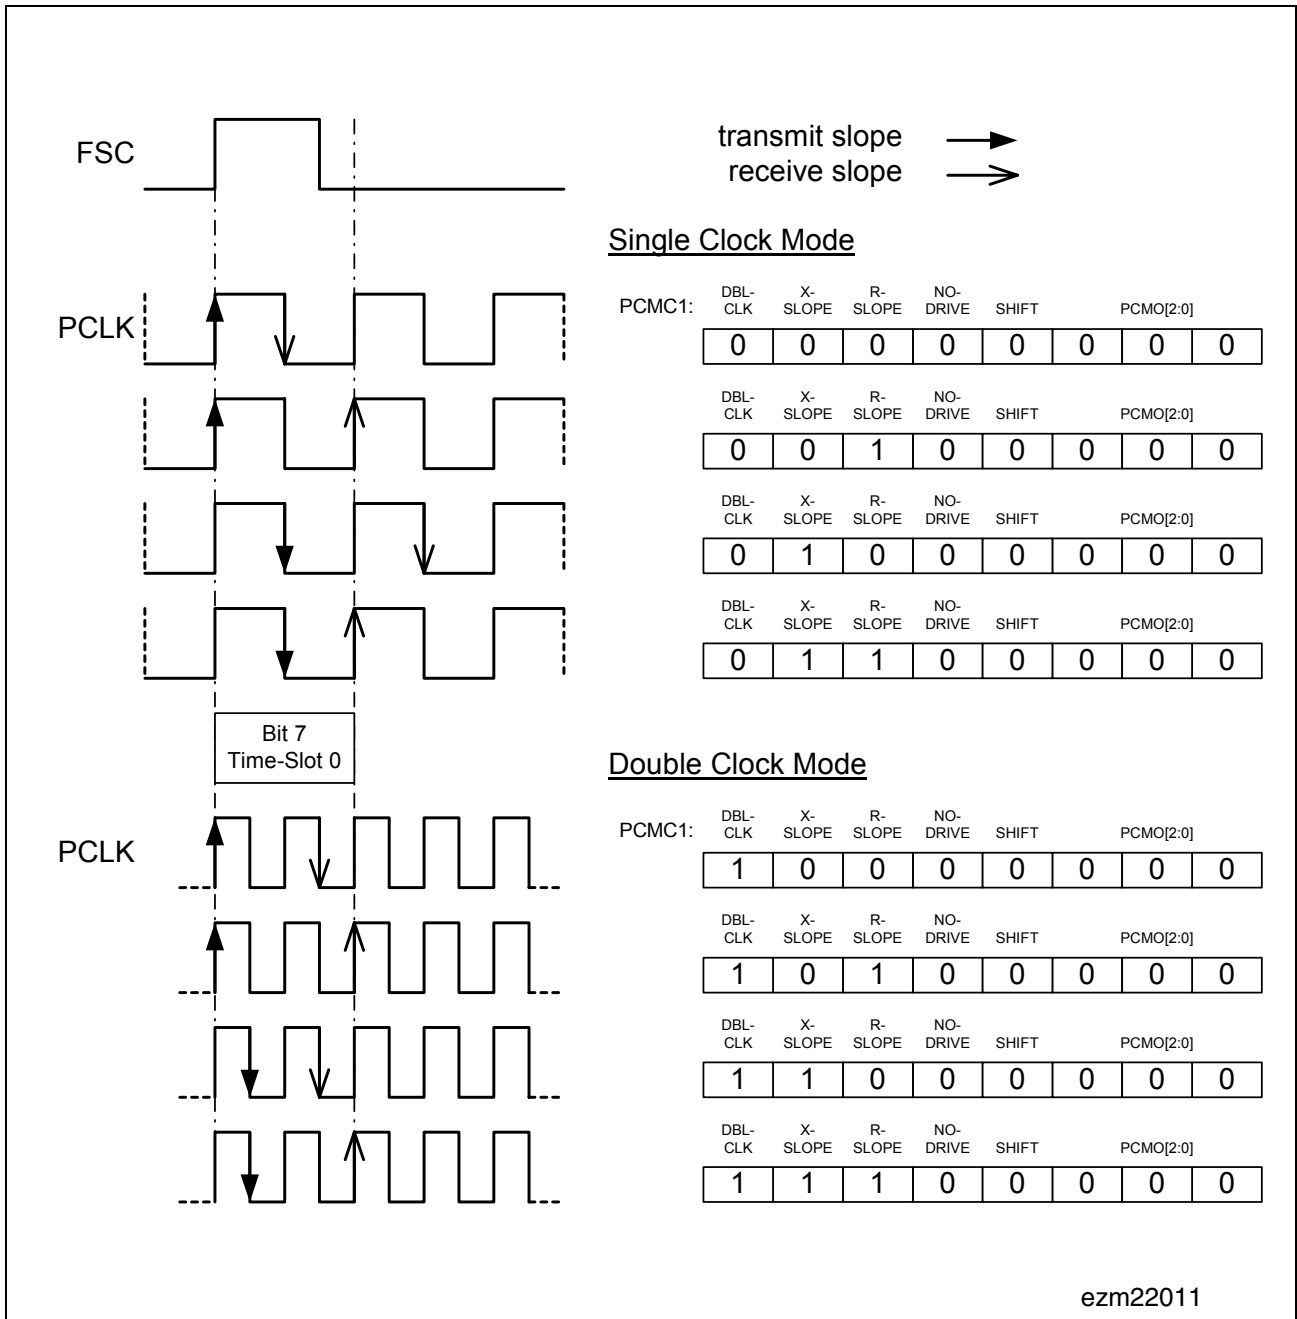 FSC
transmit slope
receive slope
Single Clock Mode
PCLK
PCMC1:
DBL- X- R- NO-
CLK SLOPE SLOPE DRIVE SHIFT PCMO[2:0]
0 0 0 0 0 0 0 0
DBL- X- R- NO-
CLK SLOPE SLOPE DRIVE SHIFT PCMO[2:0]
0 0 1 0 0 0 0 0
DBL- X- R- NO-
CLK SLOPE SLOPE DRIVE SHIFT PCMO[2:0]
0 1 0 0 0 0 0 0
DBL- X- R- NO-
CLK SLOPE SLOPE DRIVE SHIFT PCMO[2:0]
0 1 1 0 0 0 0 0
Bit 7
Time-Slot 0
Double Clock Mode
PCLK
PCMC1:
DBL- X- R- NO-
CLK SLOPE SLOPE DRIVE SHIFT PCMO[2:0]
1 0 0 0 0 0 0 0
DBL- X- R- NO-
CLK SLOPE SLOPE DRIVE SHIFT PCMO[2:0]
1 0 1 0 0 0 0 0
DBL- X- R- NO-
CLK SLOPE SLOPE DRIVE SHIFT PCMO[2:0]
1 1 0 0 0 0 0 0
DBL- X- R- NO-
CLK SLOPE SLOPE DRIVE SHIFT PCMO[2:0]
1 1 1 0 0 0 0 0
ezm22011